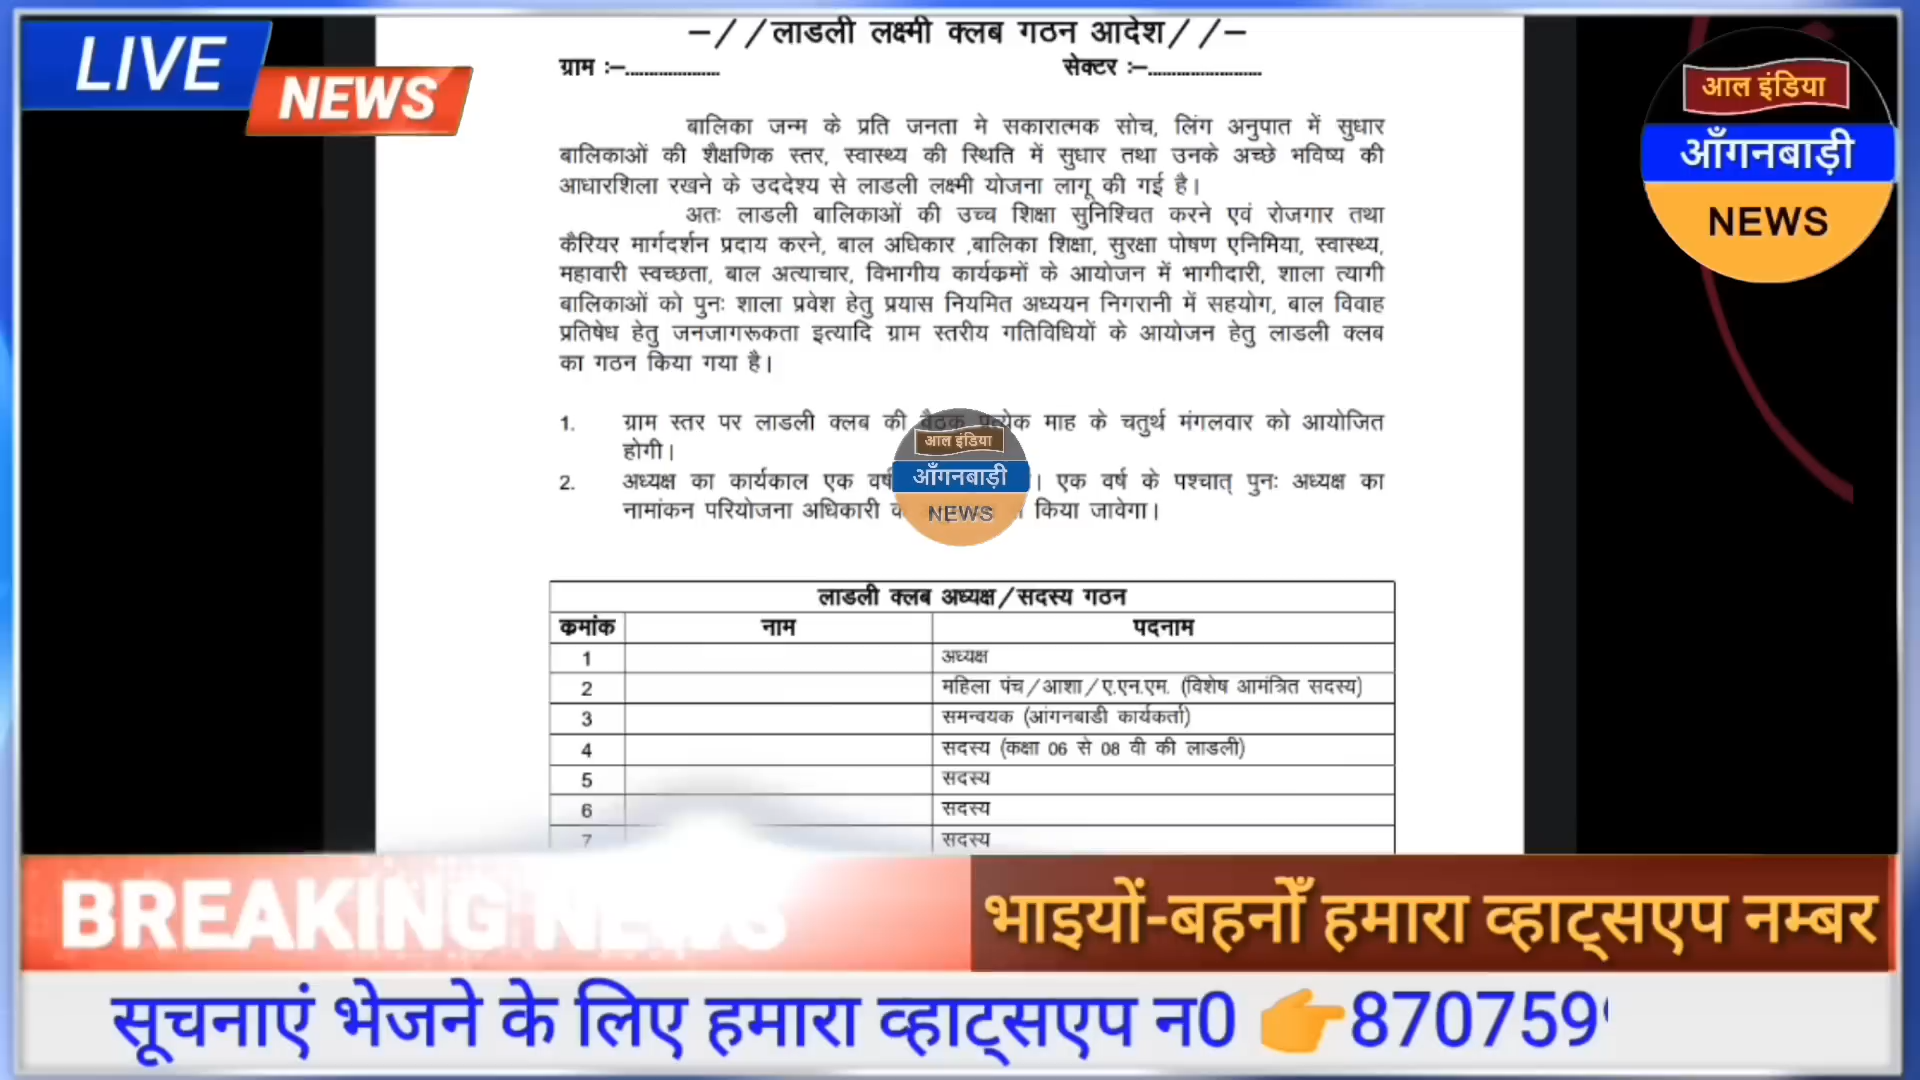 LIVE
NEWS
आल इंडिया
आँगनबाड़ी
NEWS
–//लाडली लक्ष्मी क्लब गठन आदेश//–
ग्राम :–..................... सेक्टर :–.........................
बालिका जन्म के प्रति जनता मे सकारात्मक सोच, लिंग अनुपात में सुधार
बालिकाओं की शैक्षणिक स्तर, स्वास्थ्य की स्थिति में सुधार तथा उनके अच्छे भविष्य की
आधारशिला रखने के उददेश्य से लाडली लक्ष्मी योजना लागू की गई है।
अतः लाडली बालिकाओं की उच्च शिक्षा सुनिश्चित करने एवं रोजगार तथा
कैरियर मार्गदर्शन प्रदाय करने, बाल अधिकार ,बालिका शिक्षा, सुरक्षा पोषण एनिमिया, स्वास्थ्य,
महावारी स्वच्छता, बाल अत्याचार, विभागीय कार्यक्रमों के आयोजन में भागीदारी, शाला त्यागी
बालिकाओं को पुनः शाला प्रवेश हेतु प्रयास नियमित अध्ययन निगरानी में सहयोग, बाल विवाह
प्रतिषेध हेतु जनजागरूकता इत्यादि ग्राम स्तरीय गतिविधियों के आयोजन हेतु लाडली क्लब
का गठन किया गया है।
1. ग्राम स्तर पर लाडली क्लब की बैठक प्रत्येक माह के चतुर्थ मंगलवार को आयोजित
होगी।
2. अध्यक्ष का कार्यकाल एक वर्ष । एक वर्ष के पश्चात् पुनः अध्यक्ष का
नामांकन परियोजना अधिकारी किया जावेगा।
आल इंडिया
आँगनबाड़ी
NEWS
लाडली क्लब अध्यक्ष/सदस्य गठन
क्रमांक नाम पदनाम
1 अध्यक्ष
2 महिला पंच/आशा/ए.एन.एम. (विशेष आमंत्रित सदस्य)
3 समन्वयक (आंगनबाडी कार्यकर्ता)
4 सदस्य (कक्षा 06 से 08 वी की लाडली)
5 सदस्य
6 सदस्य
7 सदस्य
BREAKING NEWS
भाइयों-बहनोँ हमारा व्हाट्सएप नम्बर
सूचनाएं भेजने के लिए हमारा व्हाट्सएप न0 👉870759